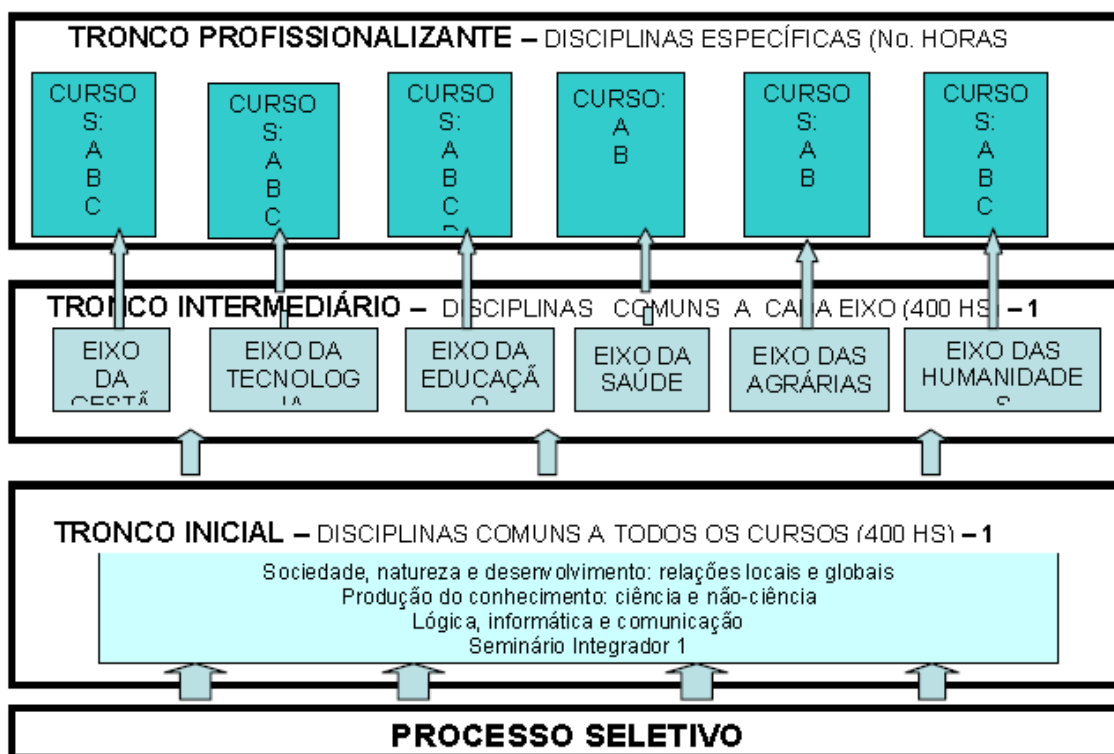 TRONCO PROFISSIONALIZANTE – DISCIPLINAS ESPECÍFICAS (No. HORAS
CURSO
S:
A
B
C
CURSO
S:
A
B
C
CURSO
S:
A
B
C
CURSO:
A
B
CURSO
S:
A
B
CURSO
S:
A
B
C
TRONCO INTERMEDIÁRIO – DISCIPLINAS COMUNS A CADA EIXO (400 HS) – 1
EIXO
DA
GESTÃ
EIXO DA
TECNOLOG
IA
EIXO DA
EDUCAÇÃ
O
EIXO DA
SAÚDE
EIXO DAS
AGRÁRIAS
EIXO DAS
HUMANIDADE
S
TRONCO INICIAL – DISCIPLINAS COMUNS A TODOS OS CURSOS (400 HS) – 1
Sociedade, natureza e desenvolvimento: relações locais e globais
Produção do conhecimento: ciência e não-ciência
Lógica, informática e comunicação
Seminário Integrador 1
PROCESSO SELETIVO